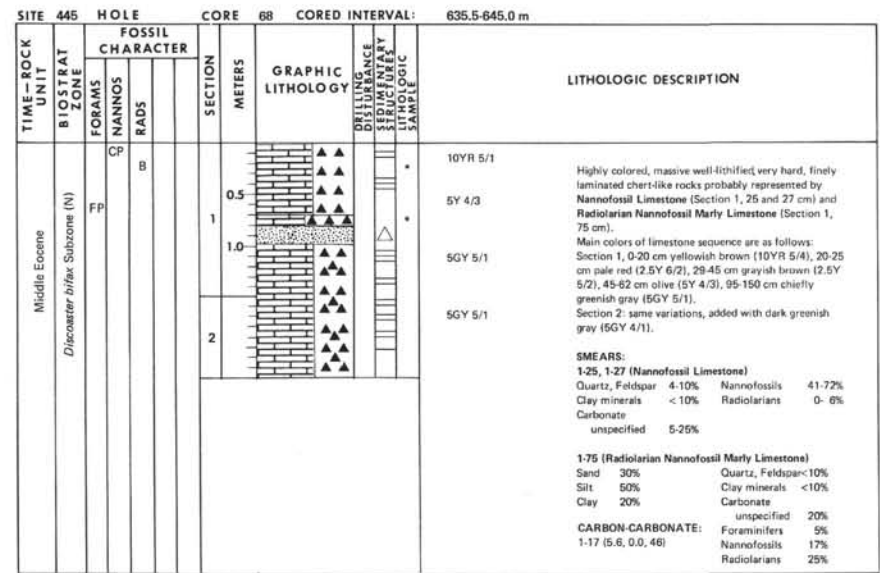 SITE 445 HOLE CORE 68 CORED INTERVAL: 635.5-645.0 m
TIME—ROCK UNIT
BIOSTRAT ZONE
FOSSIL CHARACTER
FORAMS
NANNOS
RADS
SECTION
METERS
GRAPHIC LITHOLOGY
DRILLING DISTURBANCE
SEDIMENTARY STRUCTURES
LITHOLOGIC SAMPLE
LITHOLOGIC DESCRIPTION
Middle Eocene
Discoaster bifax Subzone (N)
FP
CP
B
1
2
0.5
1.0
*
*
10YR 5/1
5Y 4/3
5GY 5/1
5GY 5/1
Highly colored, massive well-lithified, very hard, finely
laminated chert-like rocks probably represented by
Nannofossil Limestone (Section 1, 25 and 27 cm) and
Radiolarian Nannofossil Marly Limestone (Section 1,
75 cm).
Main colors of limestone sequence are as follows:
Section 1, 0-20 cm yellowish brown (10YR 5/4), 20-25
cm pale red (2.5Y 6/2), 29-45 cm grayish brown (2.5Y
5/2), 45-62 cm olive (5Y 4/3), 95-150 cm chiefly
greenish gray (5GY 5/1).
Section 2: same variations, added with dark greenish
gray (5GY 4/1).
SMEARS:
1-25, 1-27 (Nannofossil Limestone)
Quartz, Feldspar 4-10% Nannofossils 41-72%
Clay minerals < 10% Radiolarians 0- 6%
Carbonate
unspecified 5-25%
1-75 (Radiolarian Nannofossil Marly Limestone)
Sand 30% Quartz, Feldspar<10%
Silt 50% Clay minerals <10%
Clay 20% Carbonate
unspecified 20%
CARBON-CARBONATE: Foraminifers 5%
1-17 (5.6, 0.0, 46) Nannofossils 17%
Radiolarians 25%